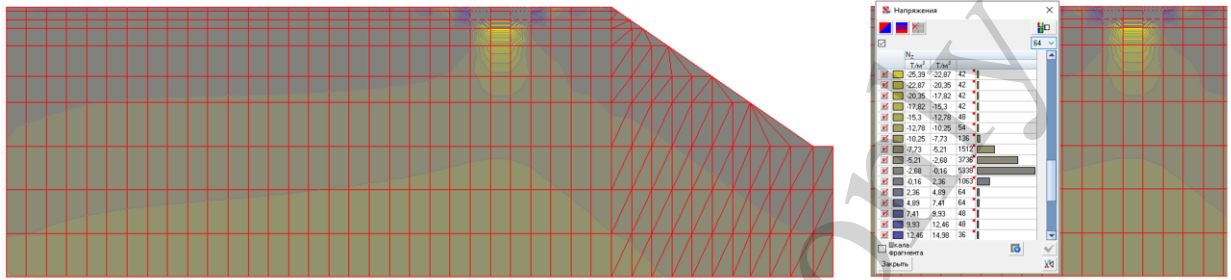 Напряжения
64
Nz
Т/м² Т/м²
-25,39 -22,87 42
-22,87 -20,35 42
-20,35 -17,82 42
-17,82 -15,3 42
-15,3 -12,78 48
-12,78 -10,25 54
-10,25 -7,73 136
-7,73 -5,21 1512
-5,21 -2,68 3736
-2,68 -0,16 5338
-0,16 2,36 1063
2,36 4,89 64
4,89 7,41 64
7,41 9,93 48
9,93 12,46 48
12,46 14,98 36
Шкала
фрагмента
Закрыть
only